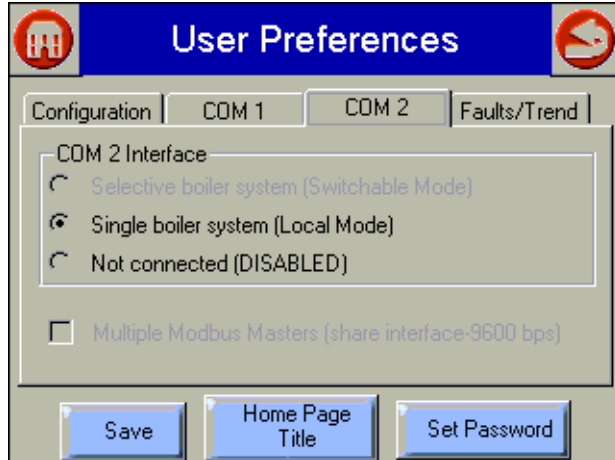 User Preferences
Configuration COM 1 COM 2 Faults/Trend
COM 2 Interface
Selective boiler system (Switchable Mode)
Single boiler system (Local Mode)
Not connected (DISABLED)
Multiple Modbus Masters (share interface-9600 bps)
Save
Home Page
Title
Set Password